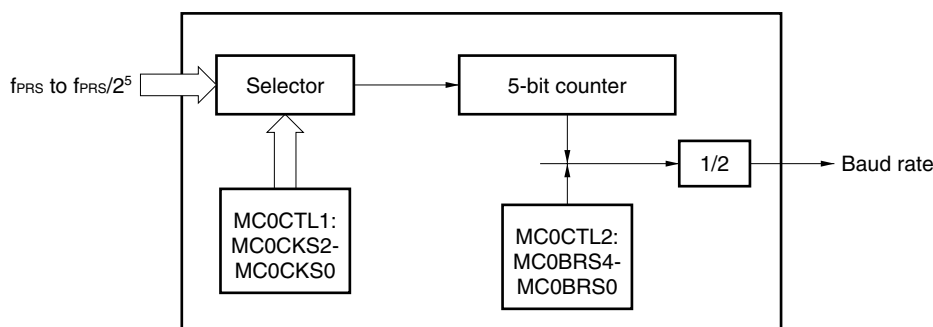 fPRS to fPRS/2⁵
Selector
5-bit counter
1/2
Baud rate
MC0CTL1:
MC0CKS2-
MC0CKS0
MC0CTL2:
MC0BRS4-
MC0BRS0